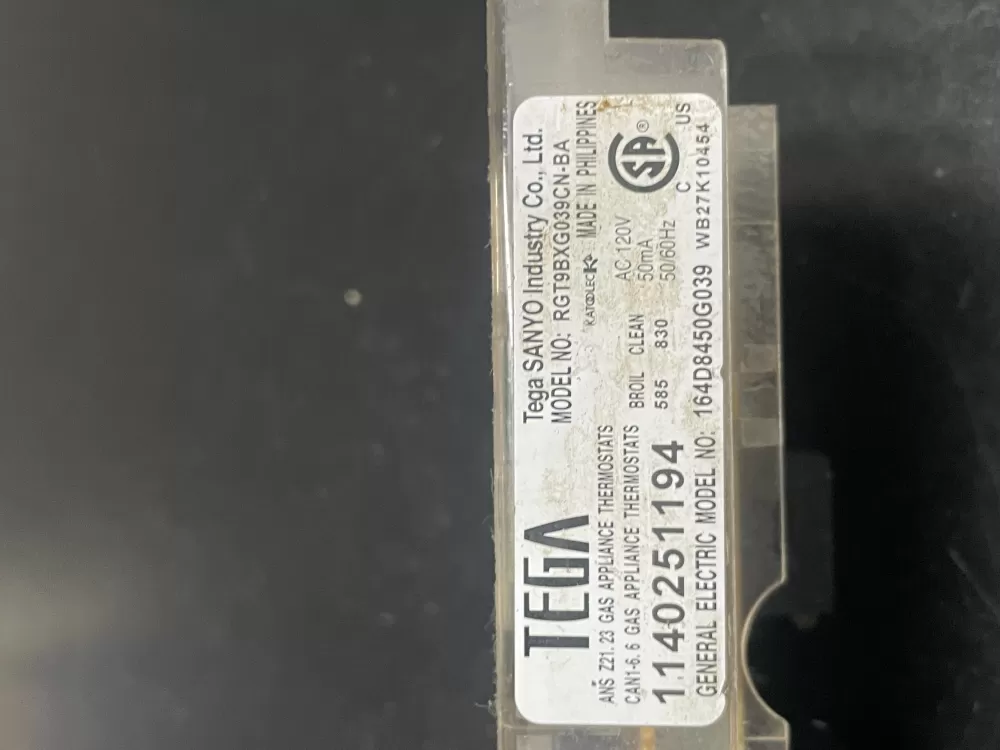 TEGA
Tega SANYO Industry Co., Ltd.
MODEL NO: RGT9BXG039CN-BA
KATOOLEC MADE IN PHILIPPINES
ANS Z21.23 GAS APPLIANCE THERMOSTATS
CAN1-6.6 GAS APPLIANCE THERMOSTATS
BROIL CLEAN
585 830
AC 120V
50mA
50/60Hz
SA ®
C US
1140251194
GENERAL ELECTRIC MODEL NO: 164D8450G039 WB27K10454